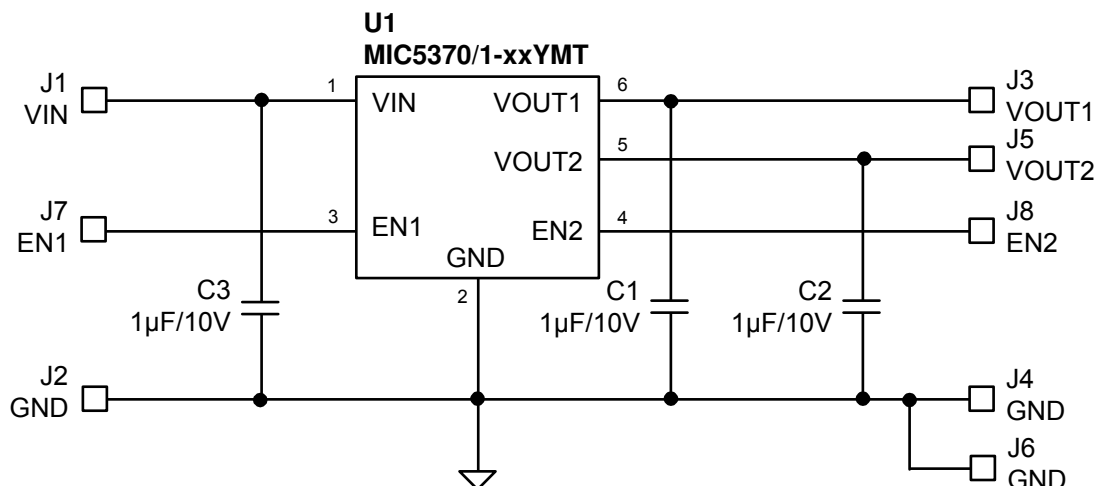 U1
MIC5370/1-xxYMT
J1
VIN
1
VIN
VOUT1
6
J3
VOUT1
VOUT2
5
J5
VOUT2
J7
EN1
3
EN1
EN2
4
J8
EN2
GND
2
C3
1µF/10V
C1
1µF/10V
C2
1µF/10V
J2
GND
J4
GND
J6
GND